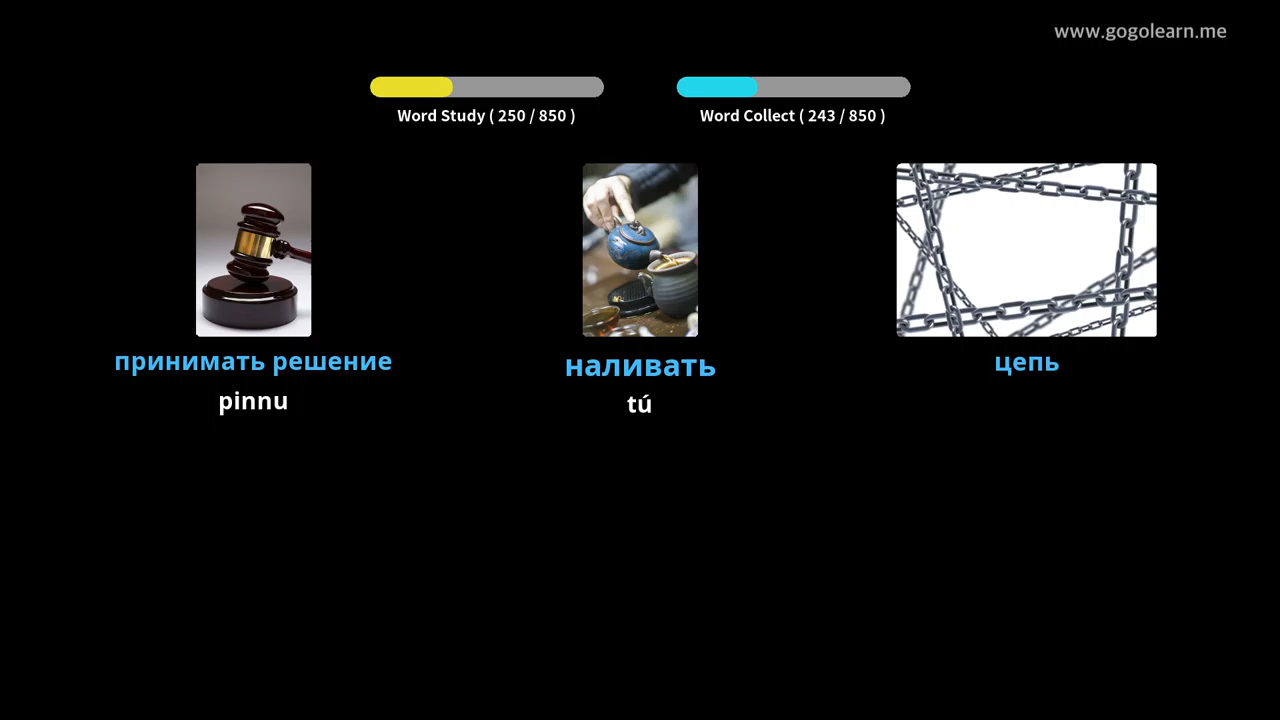 www.gogolearn.me
Word Study ( 250 / 850 )
Word Collect ( 243 / 850 )
принимать решение
pinnu
наливать
tú
цепь